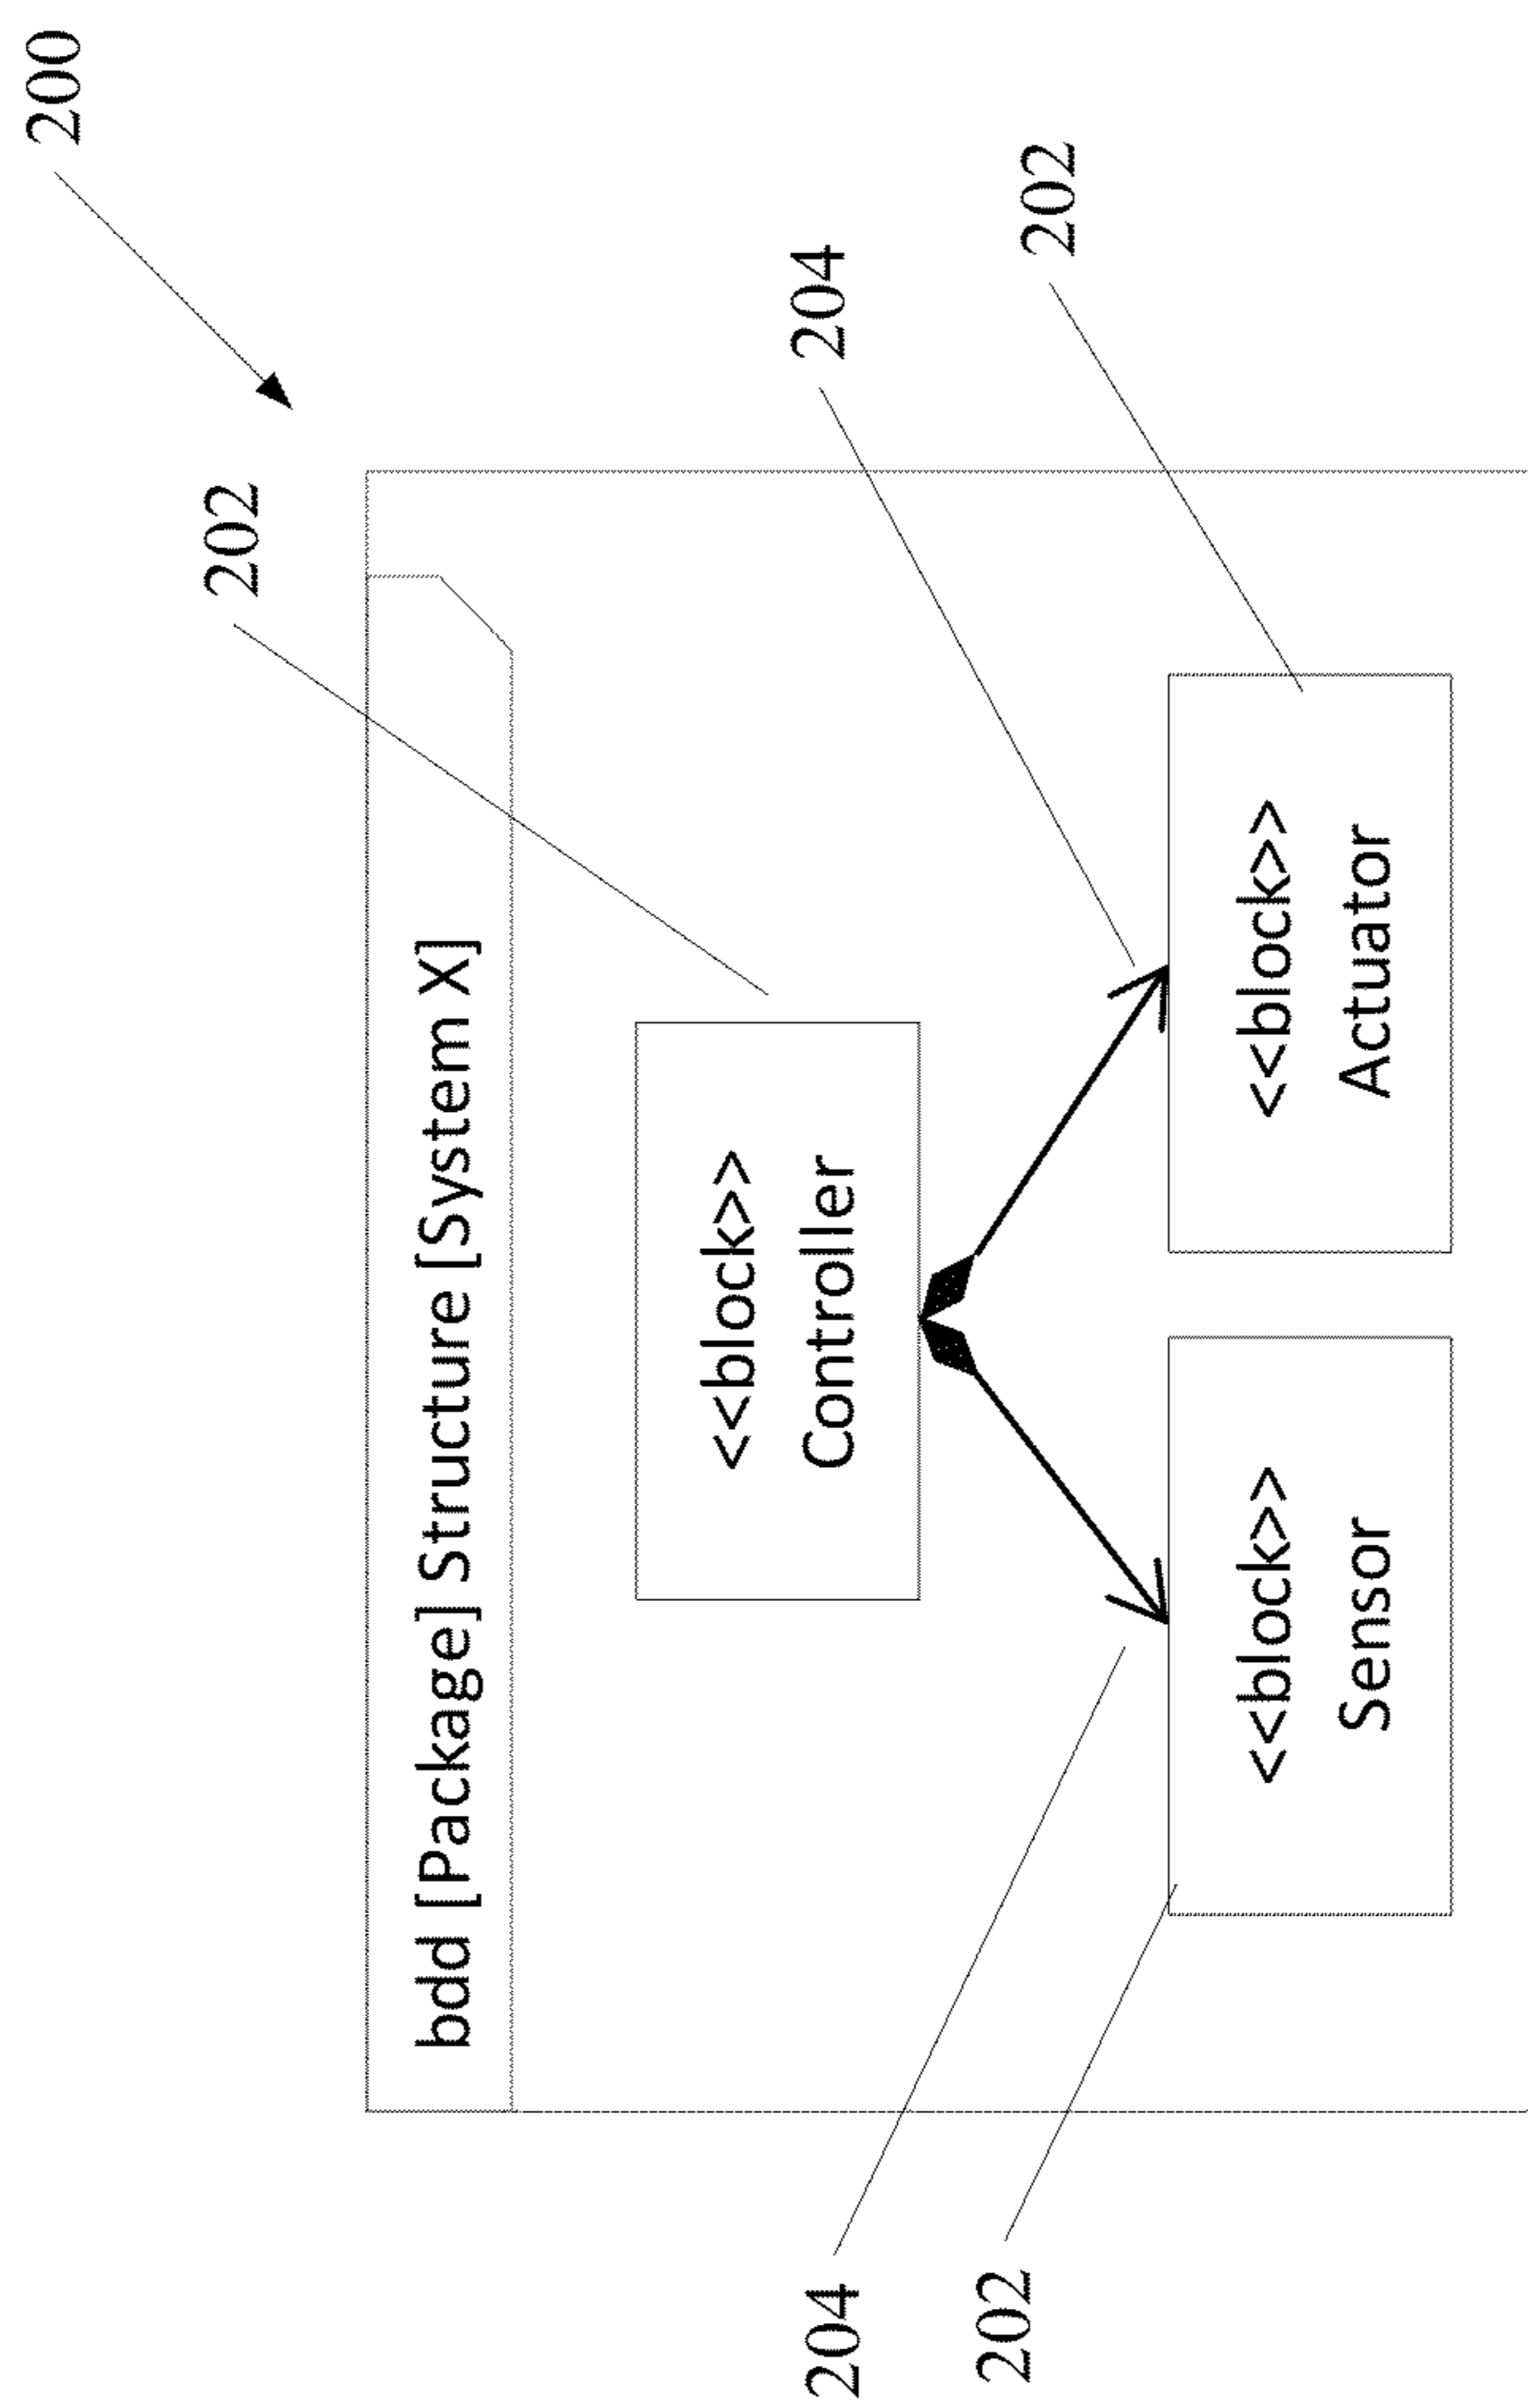 200
202
bdd [Package] Structure [System X]
<<block>>
Controller
204
204
202
202
<<block>>
Sensor
<<block>>
Actuator